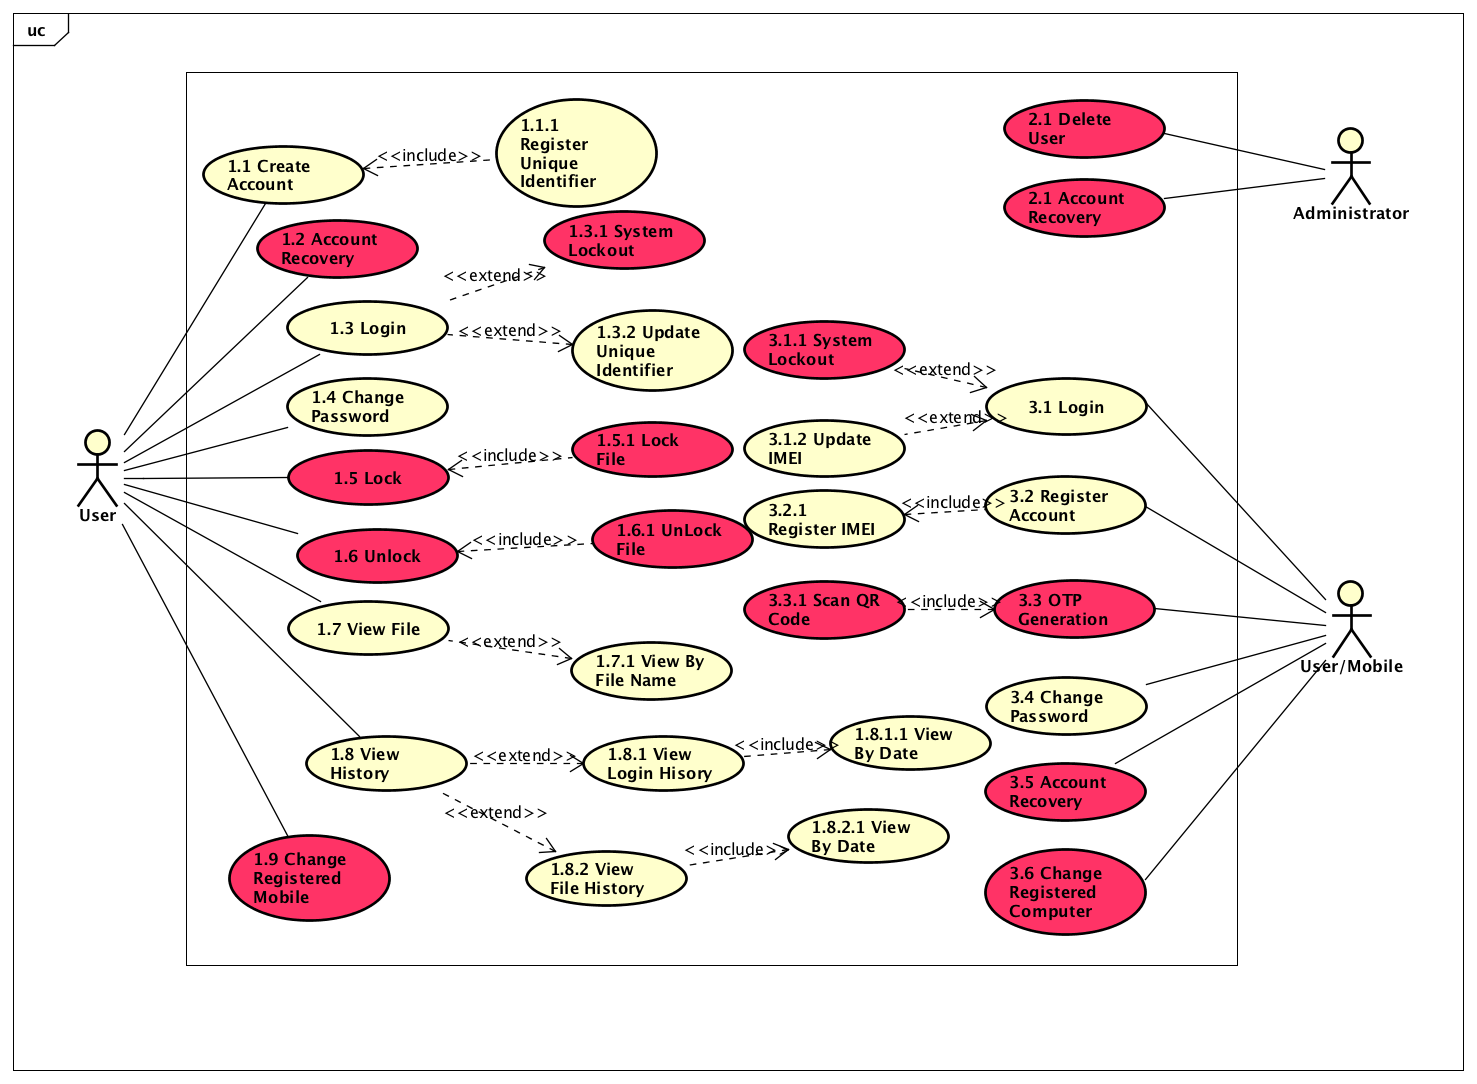 uc
1.1 Create
Account
<<include>>
1.1.1
Register
Unique
Identifier
2.1 Delete
User
2.1 Account
Recovery
Administrator
1.2 Account
Recovery
1.3.1 System
Lockout
<<extend>>
1.3 Login
<<extend>>
1.3.2 Update
Unique
Identifier
3.1.1 System
Lockout
<<extend>>
3.1 Login
1.4 Change
Password
<<extend>>
3.1.2 Update
IMEI
1.5 Lock
<<include>>
1.5.1 Lock
File
User
3.2.1
Register IMEI
<<include>>
3.2 Register
Account
1.6 Unlock
<<include>>
1.6.1 UnLock
File
3.3.1 Scan QR
Code
<<include>>
3.3 OTP
Generation
User/Mobile
1.7 View File
<<extend>>
1.7.1 View By
File Name
3.4 Change
Password
1.8 View
History
<<extend>>
1.8.1 View
Login Hisory
<<include>>
1.8.1.1 View
By Date
3.5 Account
Recovery
<<extend>>
1.8.2 View
File History
<<include>>
1.8.2.1 View
By Date
1.9 Change
Registered
Mobile
3.6 Change
Registered
Computer